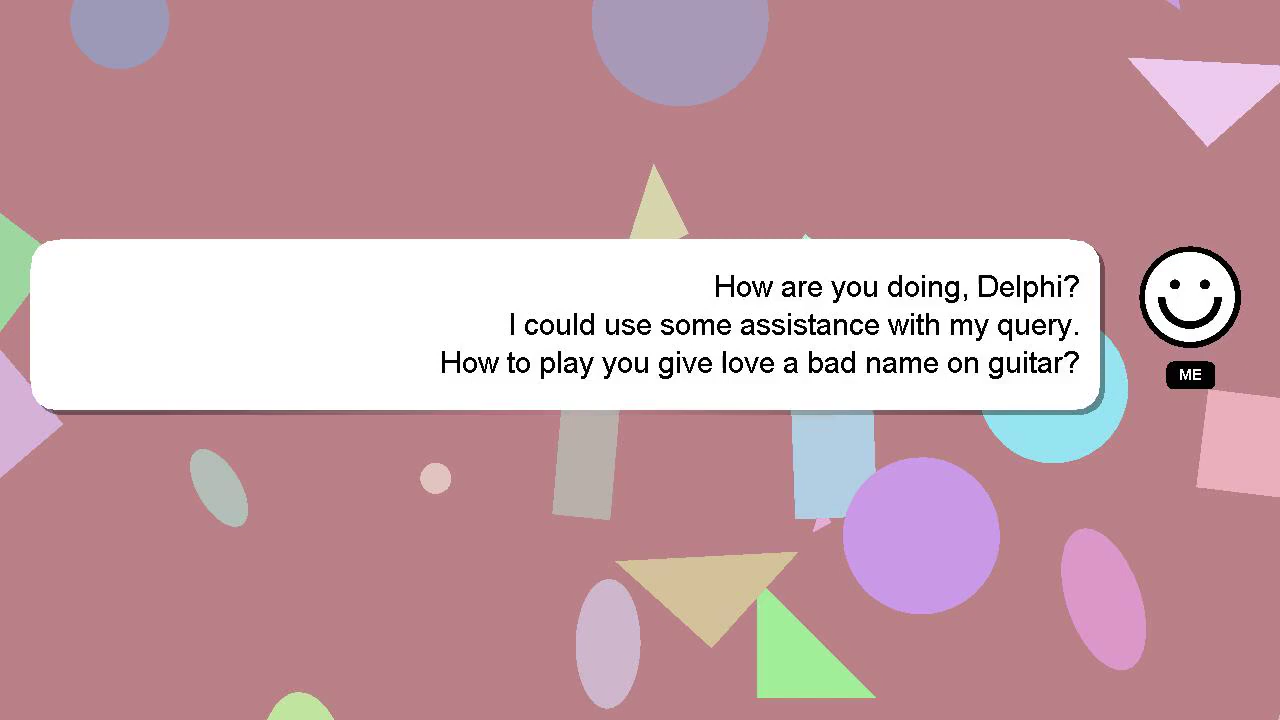 How are you doing, Delphi?
I could use some assistance with my query.
How to play you give love a bad name on guitar?
ME